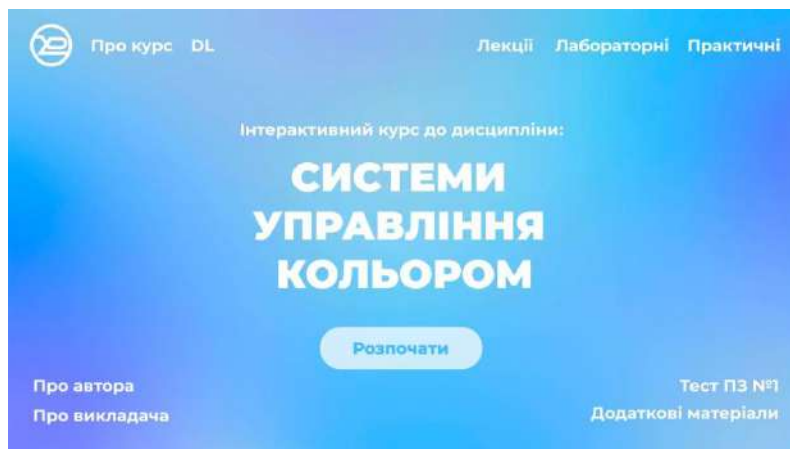 Про курс DL Лекції Лабораторні Практичні
Інтерактивний курс до дисципліни:
СИСТЕМИ
УПРАВЛІННЯ
КОЛЬОРОМ
Розпочати
Про автора
Тест ПЗ №1
Про викладача
Додаткові матеріали